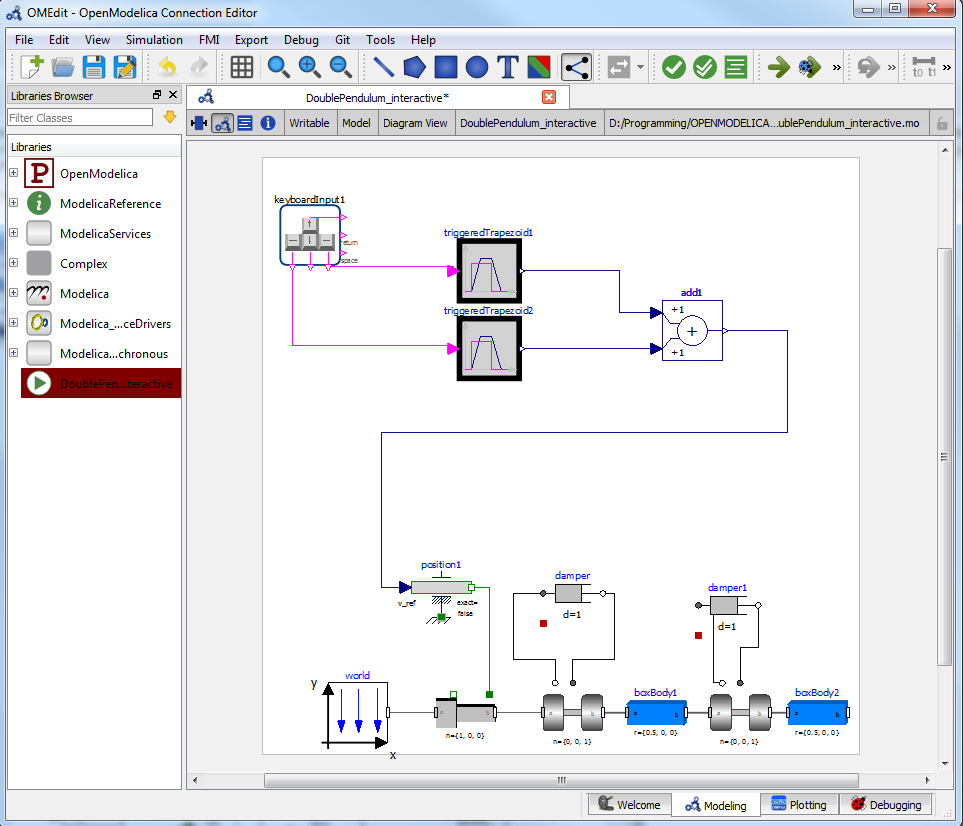 OMEdit - OpenModelica Connection Editor
File Edit View Simulation FMI Export Debug Git Tools Help
T » » to t1 »
Libraries Browser
DoublePendulum_interactive*
Filter Classes
Writable Model Diagram View DoublePendulum_interactive D:/Programming/OPENMODELICA...ublePendulum_interactive.mo
Libraries
P OpenModelica
i ModelicaReference
ModelicaServices
Complex
Modelica
Modelica_...ceDrivers
Modelica...chronous
DoublePen...teractive
keyboardInput1
return
space
triggeredTrapezoid1
triggeredTrapezoid2
add1
+1
+
+1
position1
v_ref
exact=
false
damper
d=1
damper1
d=1
world
y
x
a b
n={1, 0, 0}
a b
n={0, 0, 1}
boxBody1
a b
r={0.5, 0, 0}
a b
n={0, 0, 1}
boxBody2
a b
r={0.5, 0, 0}
Welcome Modeling Plotting Debugging